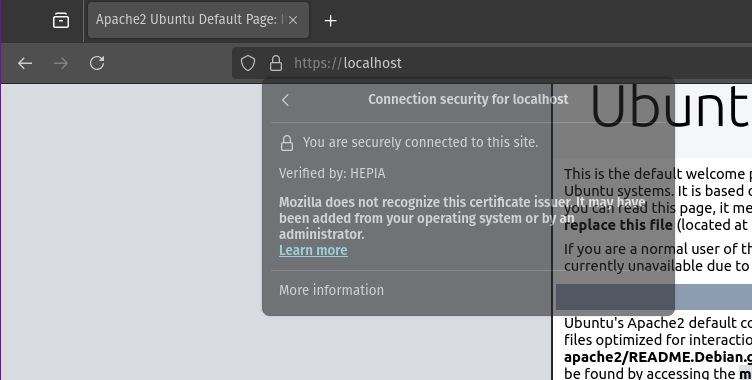 Apache2 Ubuntu Default Page:
https://localhost
Connection security for localhost
You are securely connected to this site.
Verified by: HEPIA
Mozilla does not recognize this certificate issuer. It may have
been added from your operating system or by an
administrator.
Learn more
More information
Ubunt
This is the default welcome p
Ubuntu systems. It is based o
you can read this page, it me
replace this file (located at
If you are a normal user of th
currently unavailable due to
Ubuntu's Apache2 default co
files optimized for interactio
apache2/README.Debian.g
be found by accessing the m